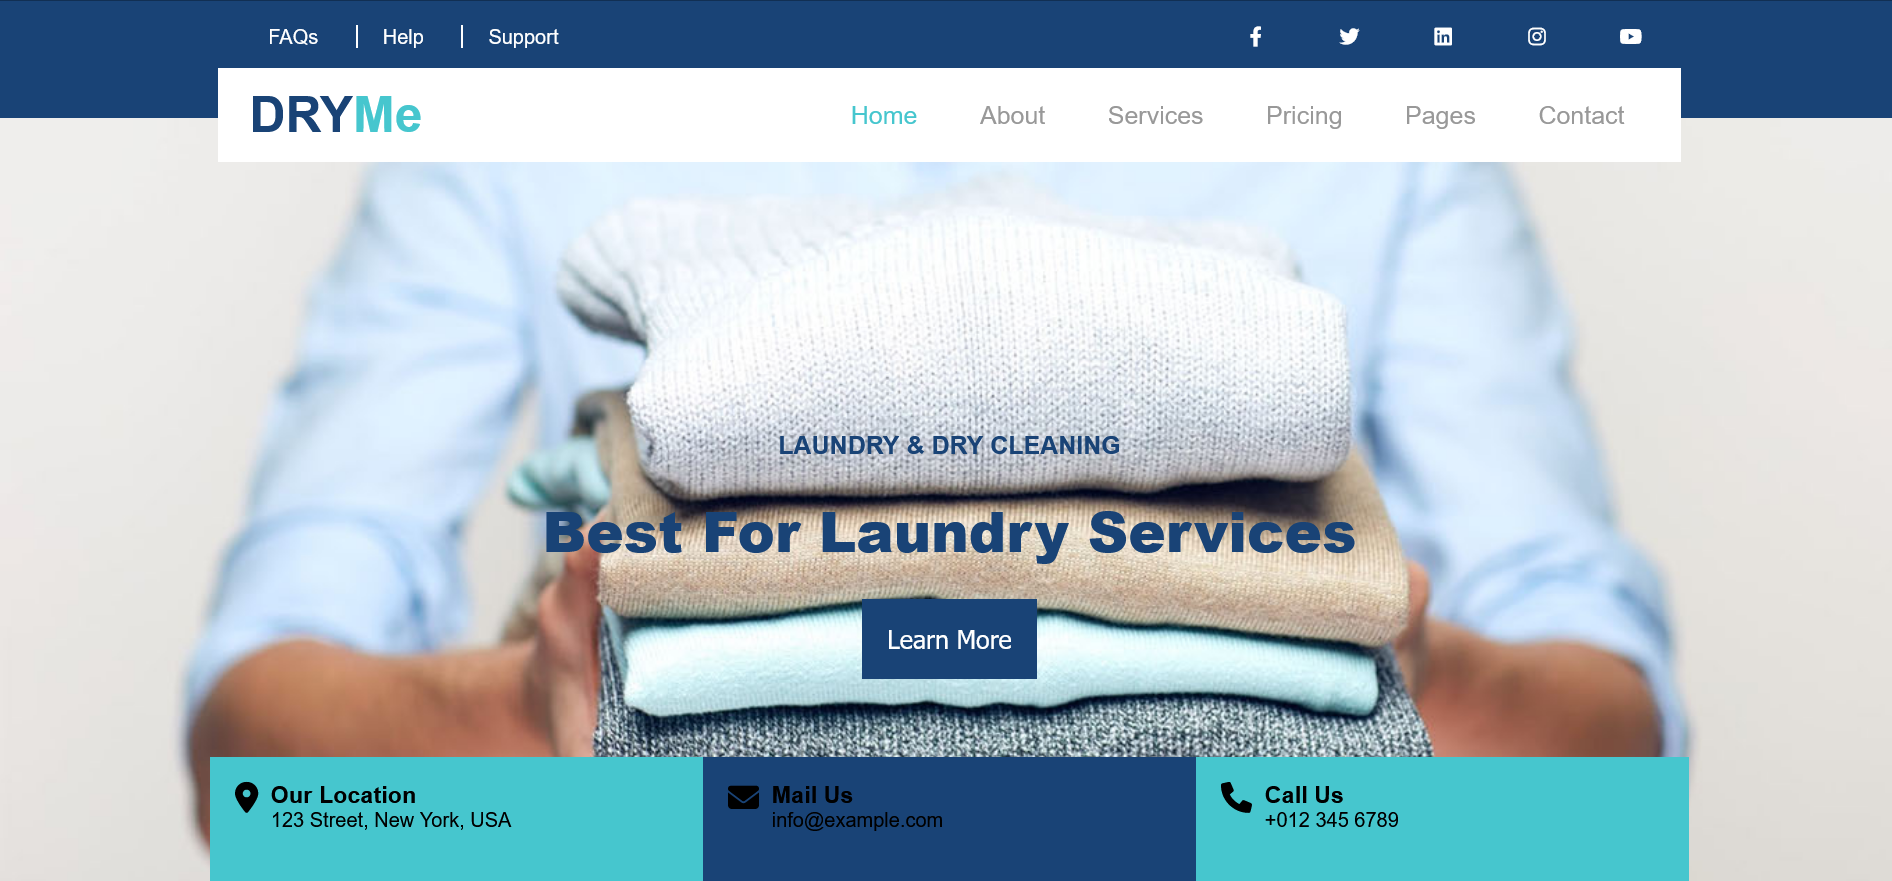 FAQs Help Support
DRYMe
Home About Services Pricing Pages Contact
LAUNDRY & DRY CLEANING
Best For Laundry Services
Learn More
Our Location
123 Street, New York, USA
Mail Us
info@example.com
Call Us
+012 345 6789